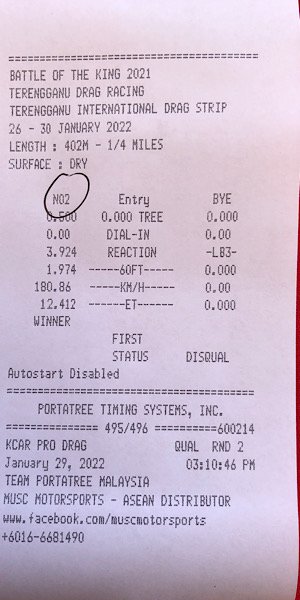 =========================================
BATTLE OF THE KING 2021
TERENGGANU DRAG RACING
TERENGGANU INTERNATIONAL DRAG STRIP
26 - 30 JANUARY 2022
LENGTH : 402M - 1/4 MILES
SURFACE : DRY
NO2 Entry BYE
0.500 0.000 TREE 0.000
0.00 DIAL-IN 0.00
3.924 REACTION -LB3-
1.974 -----60FT----- 0.000
180.86 -----KM/H----- 0.00
12.412 ------ET------ 0.000
WINNER
FIRST
STATUS DISQUAL
Autostart Disabled
=========================================
PORTATREE TIMING SYSTEMS, INC.
=============== 495/496 ==========600214
KCAR PRO DRAG QUAL RND 2
January 29, 2022 03:10:46 PM
TEAM PORTATREE MALAYSIA
MUSC MOTORSPORTS - ASEAN DISTRIBUTOR
www.facebook.com/muscmotorsports
+6016-6681490